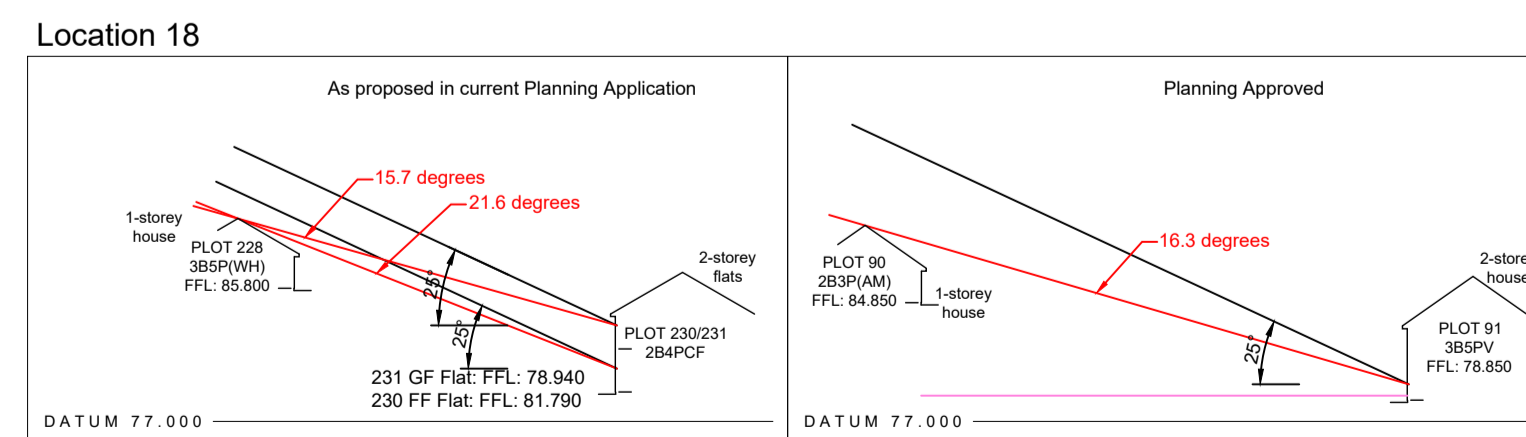 Location 18
As proposed in current Planning Application
15.7 degrees
21.6 degrees
1-storey
house
PLOT 228
3B5P(WH)
FFL: 85.800
25°
25°
2-storey
flats
PLOT 230/231
2B4PCF
231 GF Flat: FFL: 78.940
230 FF Flat: FFL: 81.790
DATUM 77.000
Planning Approved
16.3 degrees
PLOT 90
2B3P(AM)
FFL: 84.850
1-storey
house
25°
2-store
house
PLOT 91
3B5PV
FFL: 78.850
DATUM 77.000